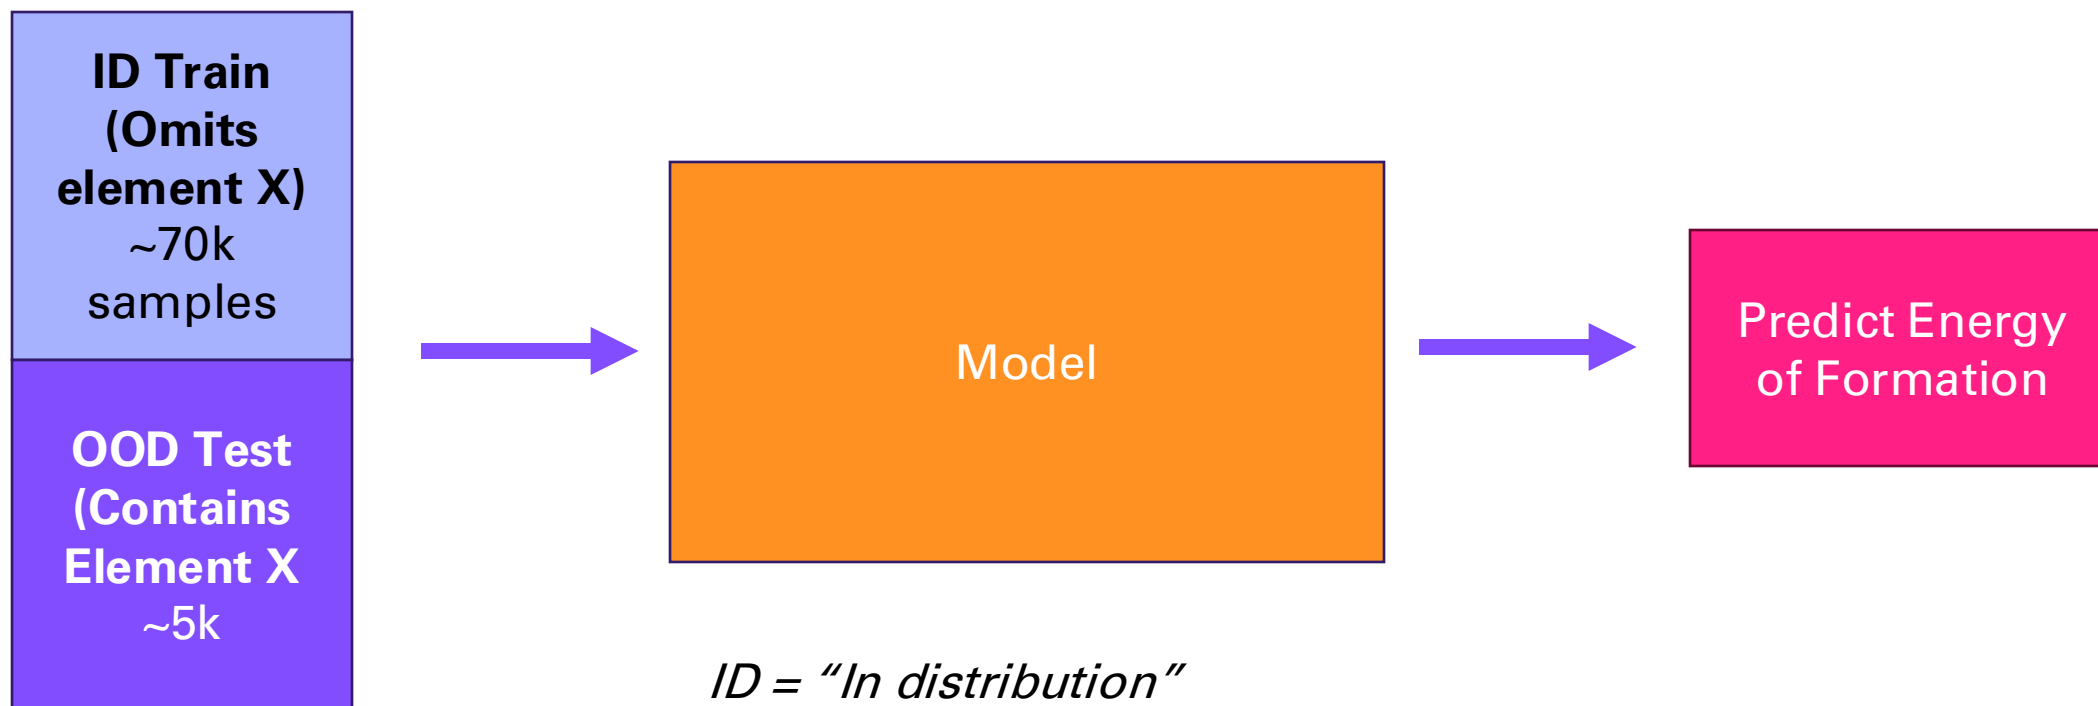 ID Train
(Omits
element X)
~70k
samples
OOD Test
(Contains
Element X
~5k
Model
Predict Energy
of Formation
ID = “In distribution”